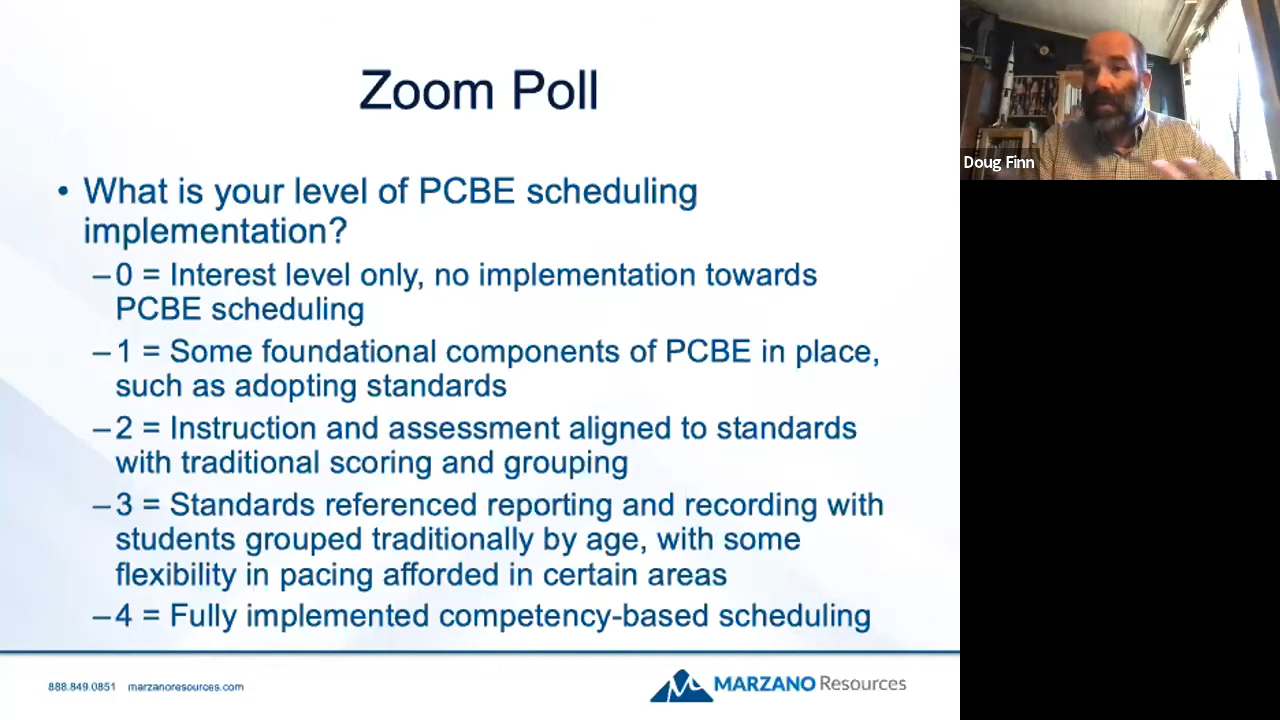 Zoom Poll
• What is your level of PCBE scheduling
implementation?
–0 = Interest level only, no implementation towards
PCBE scheduling
–1 = Some foundational components of PCBE in place,
such as adopting standards
–2 = Instruction and assessment aligned to standards
with traditional scoring and grouping
–3 = Standards referenced reporting and recording with
students grouped traditionally by age, with some
flexibility in pacing afforded in certain areas
–4 = Fully implemented competency-based scheduling
888.849.0851 marzanoresources.com
MARZANO Resources
Doug Finn